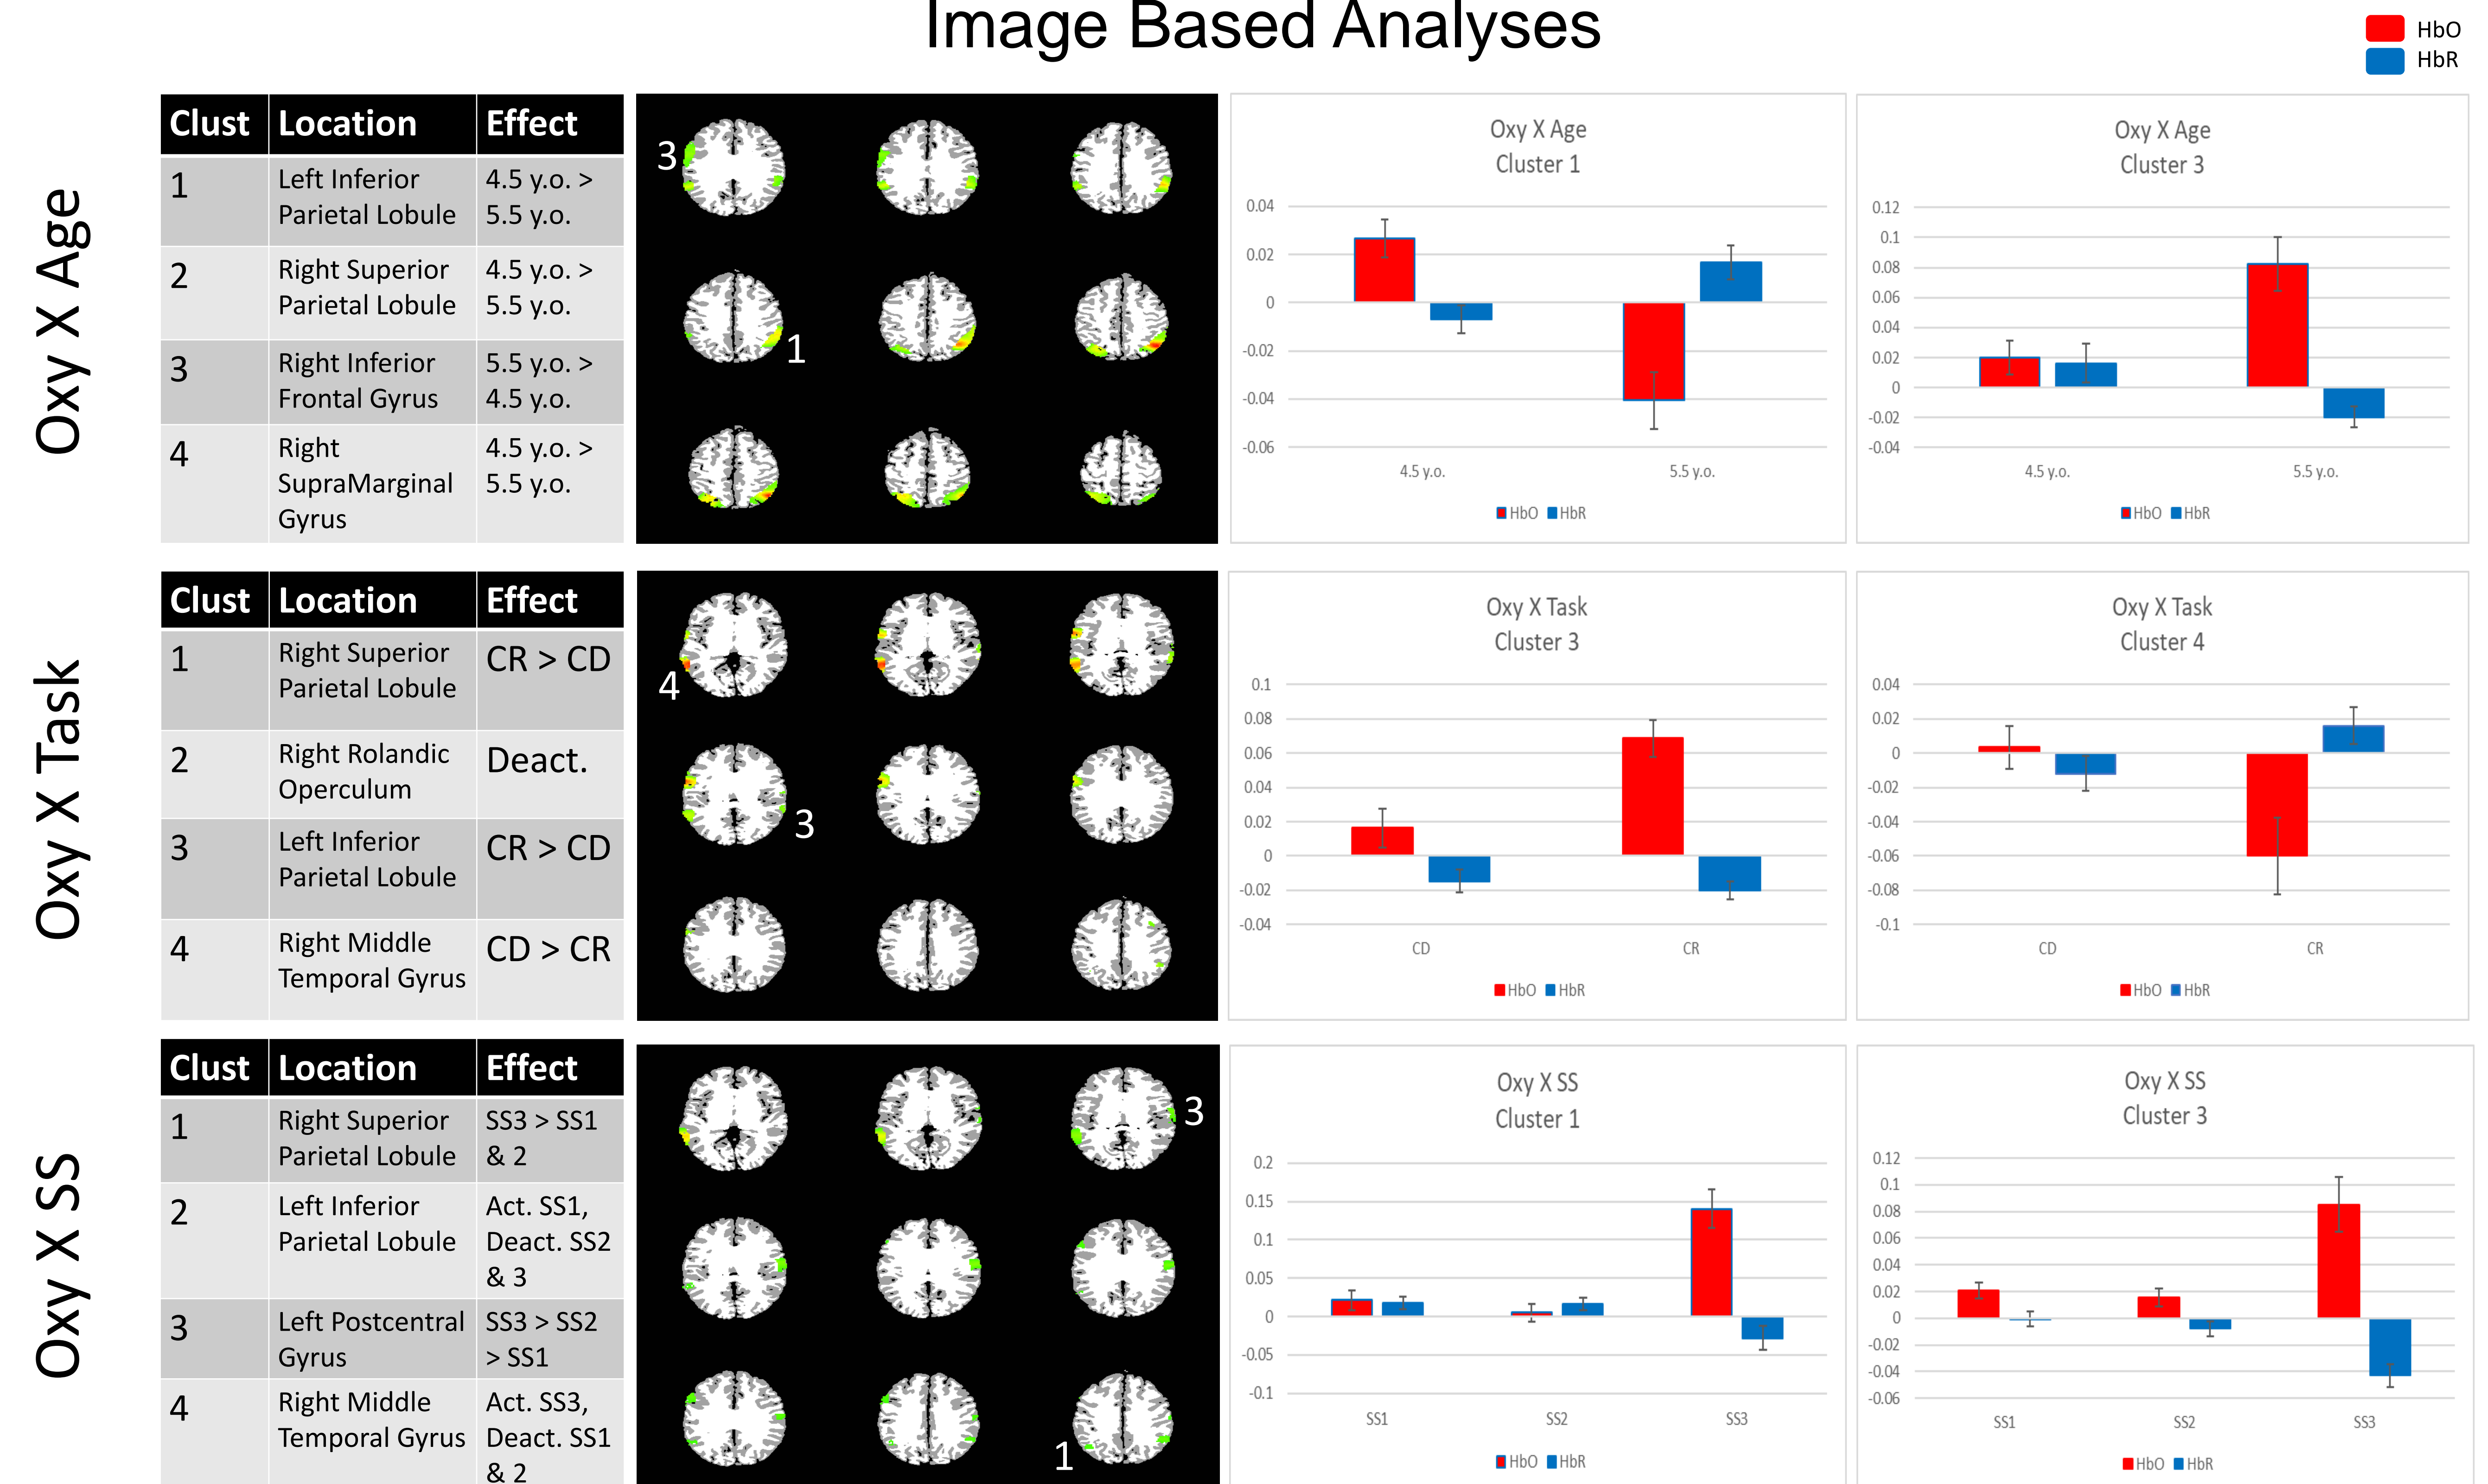 Image Based Analyses
HbO
HbR
Oxy X Age
Clust Location Effect
1 Left Inferior Parietal Lobule 4.5 y.o. > 5.5 y.o.
2 Right Superior Parietal Lobule 4.5 y.o. > 5.5 y.o.
3 Right Inferior Frontal Gyrus 5.5 y.o. > 4.5 y.o.
4 Right SupraMarginal Gyrus 4.5 y.o. > 5.5 y.o.
3
1
Oxy X Age
Cluster 1
0.04
0.02
0
-0.02
-0.04
-0.06
4.5 y.o. 5.5 y.o.
HbO HbR
Oxy X Age
Cluster 3
0.12
0.1
0.08
0.06
0.04
0.02
0
-0.02
-0.04
4.5 y.o. 5.5 y.o.
HbO HbR
Oxy X Task
Clust Location Effect
1 Right Superior Parietal Lobule CR > CD
2 Right Rolandic Operculum Deact.
3 Left Inferior Parietal Lobule CR > CD
4 Right Middle Temporal Gyrus CD > CR
4
3
Oxy X Task
Cluster 3
0.1
0.08
0.06
0.04
0.02
0
-0.02
-0.04
CD CR
HbO HbR
Oxy X Task
Cluster 4
0.04
0.02
0
-0.02
-0.04
-0.06
-0.08
-0.1
CD CR
HbO HbR
Oxy X SS
Clust Location Effect
1 Right Superior Parietal Lobule SS3 > SS1 & 2
2 Left Inferior Parietal Lobule Act. SS1, Deact. SS2 & 3
3 Left Postcentral Gyrus SS3 > SS2 > SS1
4 Right Middle Temporal Gyrus Act. SS3, Deact. SS1 & 2
3
1
Oxy X SS
Cluster 1
0.2
0.15
0.1
0.05
0
-0.05
-0.1
SS1 SS2 SS3
HbO HbR
Oxy X SS
Cluster 3
0.12
0.1
0.08
0.06
0.04
0.02
0
-0.02
-0.04
-0.06
SS1 SS2 SS3
HbO HbR